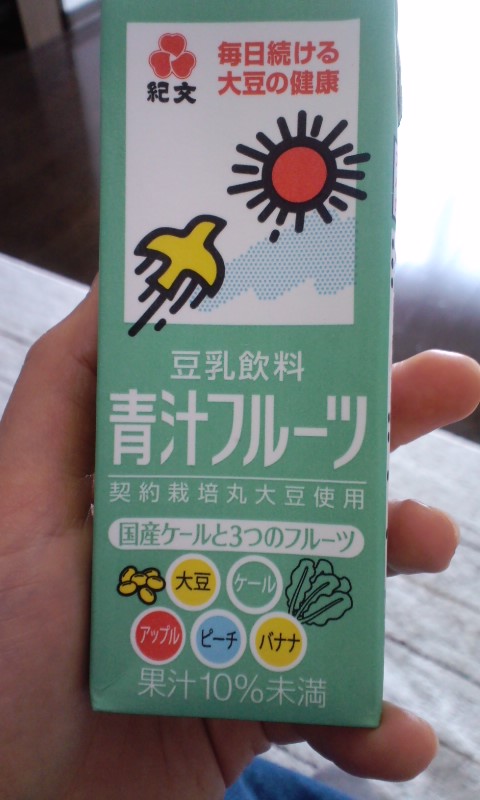 紀文
毎日続ける
大豆の健康
豆乳飲料
青汁フルーツ
契約栽培丸大豆使用
国産ケールと3つのフルーツ
大豆
ケール
アップル
ピーチ
バナナ
果汁10%未満